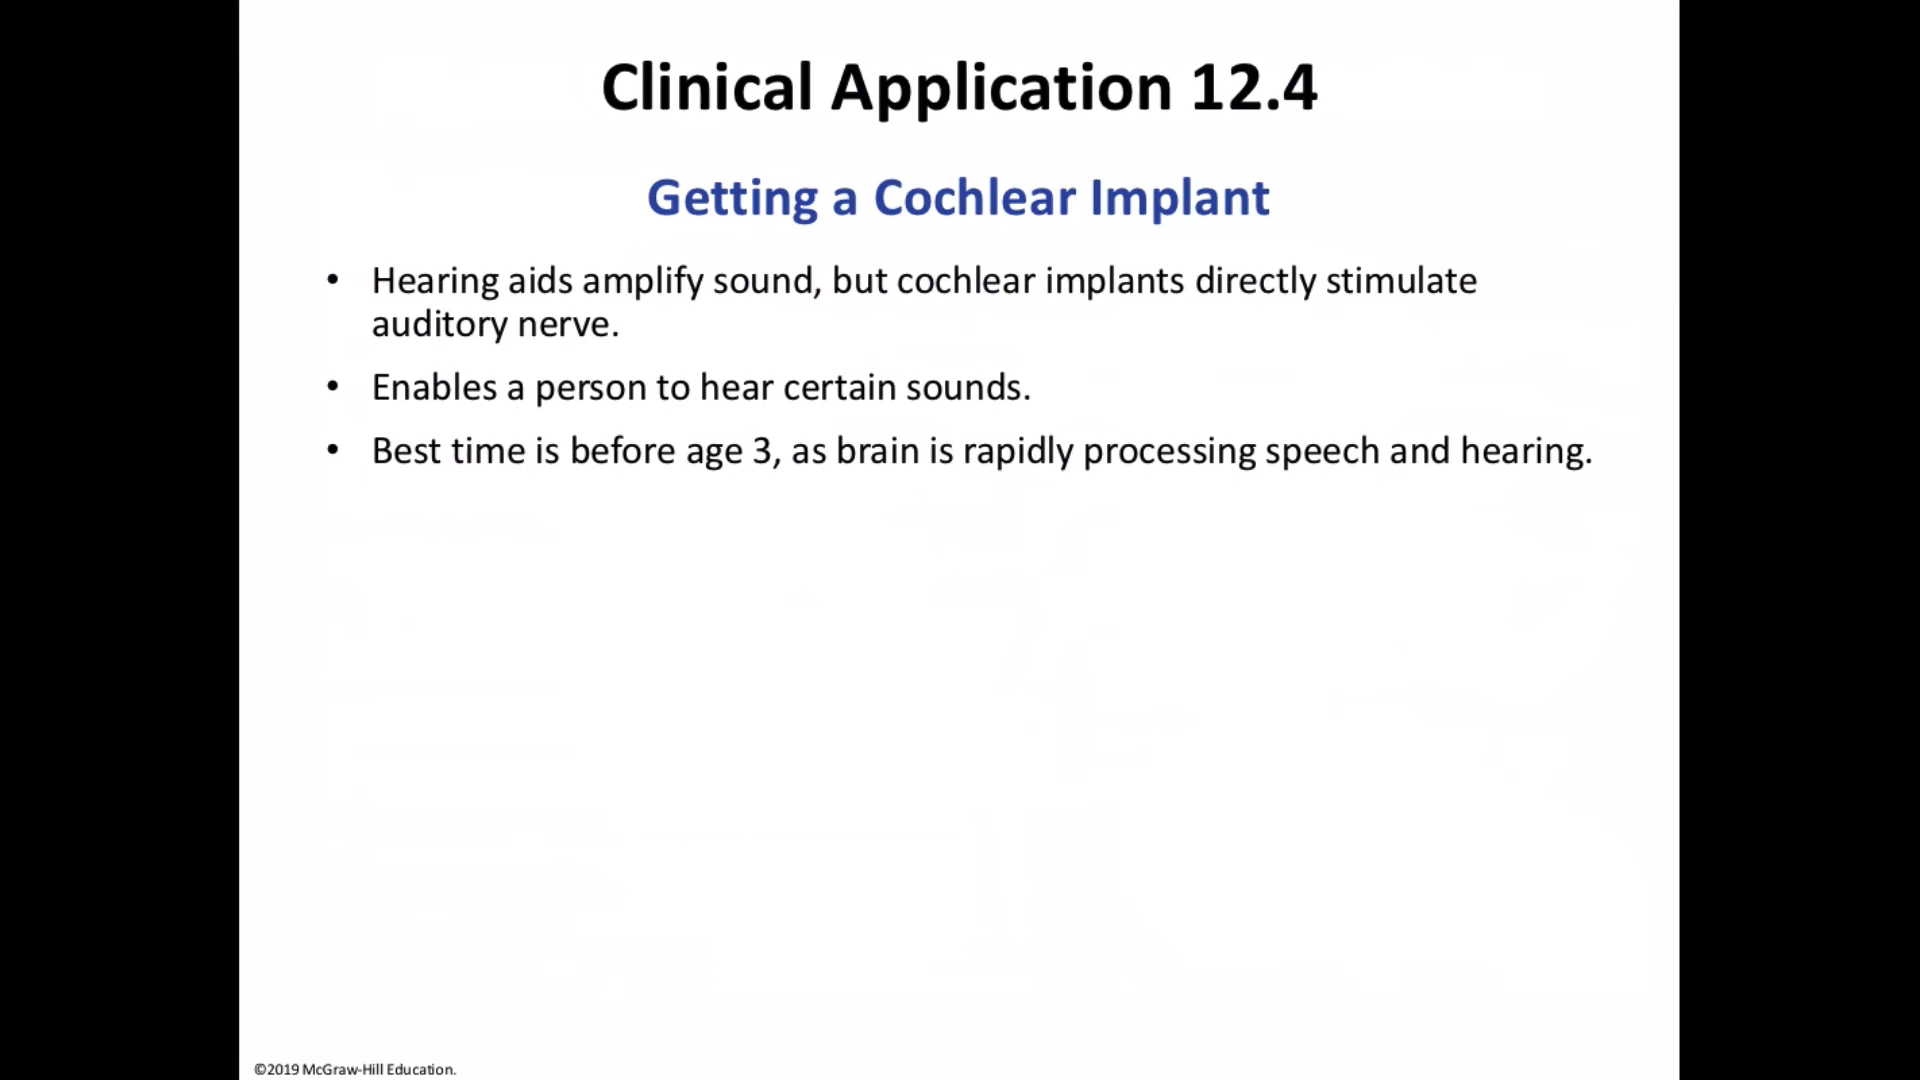 Clinical Application 12.4
Getting a Cochlear Implant
• Hearing aids amplify sound, but cochlear implants directly stimulate
auditory nerve.
• Enables a person to hear certain sounds.
• Best time is before age 3, as brain is rapidly processing speech and hearing.
©2019 McGraw-Hill Education.